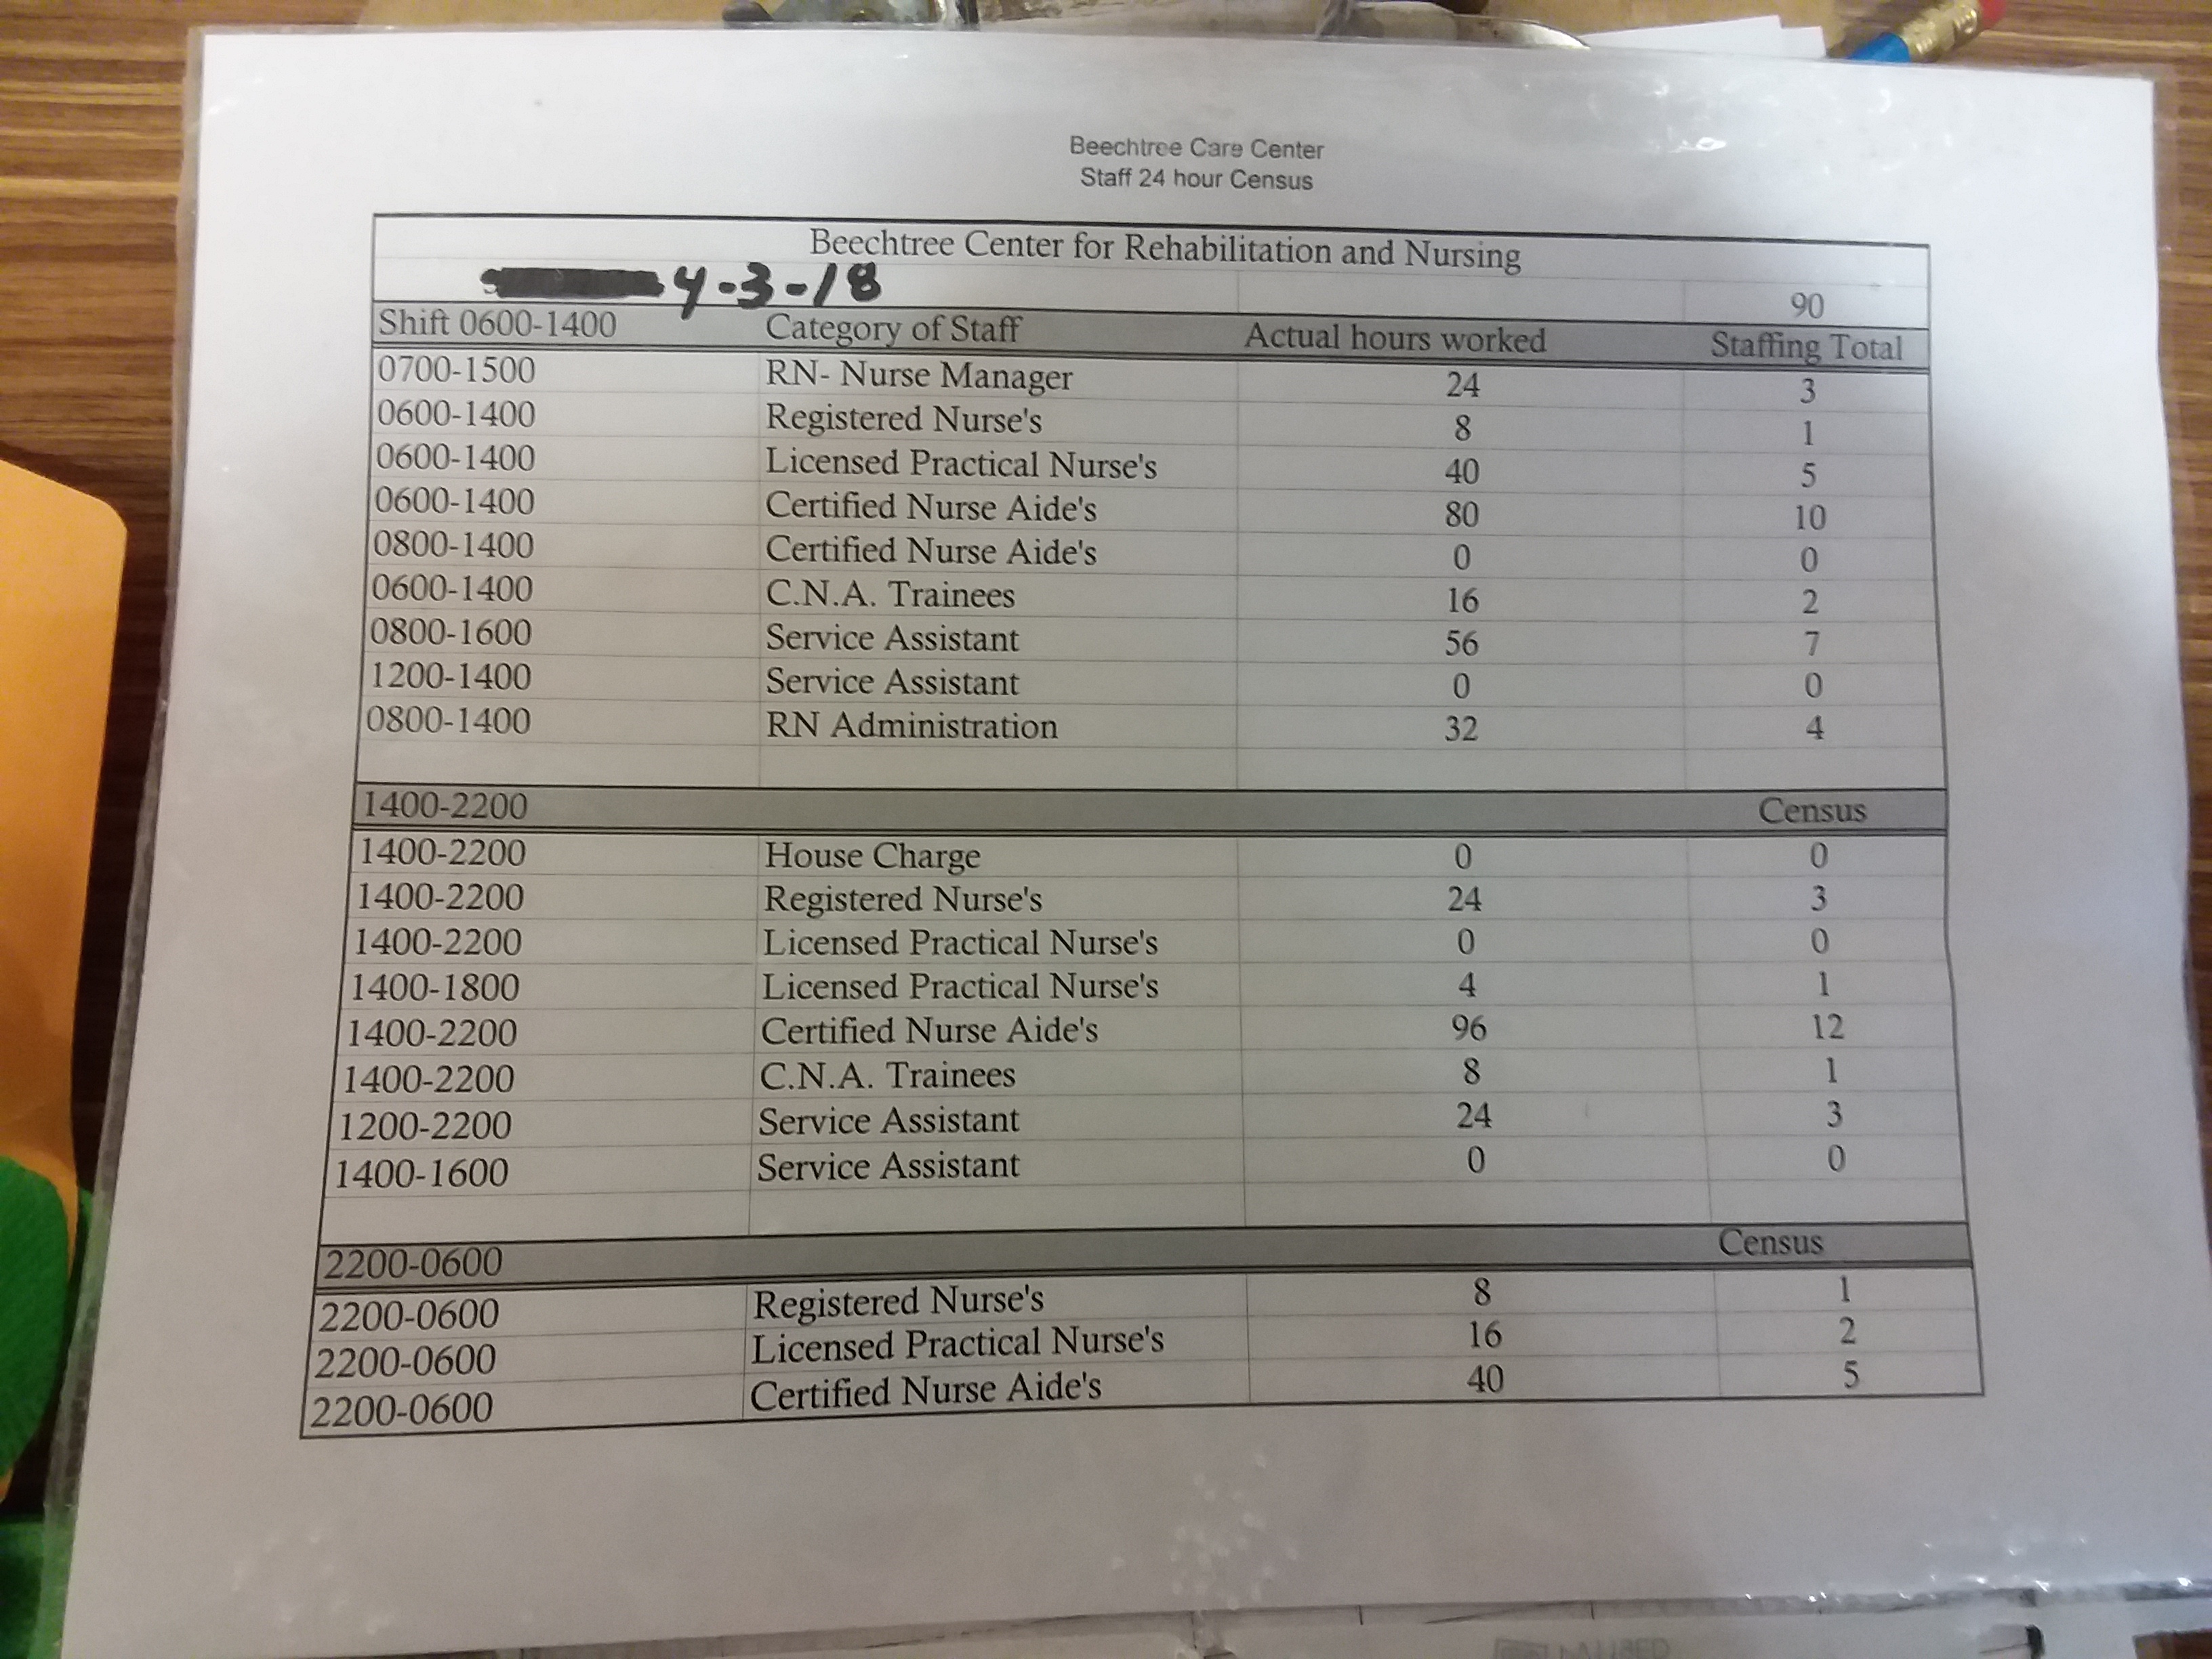 Beechtree Care Center
Staff 24 hour Census
Beechtree Center for Rehabilitation and Nursing
4.3.18 90
Shift 0600-1400 Category of Staff Actual hours worked Staffing Total
0700-1500 RN- Nurse Manager 24 3
0600-1400 Registered Nurse's 8 1
0600-1400 Licensed Practical Nurse's 40 5
0600-1400 Certified Nurse Aide's 80 10
0800-1400 Certified Nurse Aide's 0 0
0600-1400 C.N.A. Trainees 16 2
0800-1600 Service Assistant 56 7
1200-1400 Service Assistant 0 0
0800-1400 RN Administration 32 4
1400-2200 Census
1400-2200 House Charge 0 0
1400-2200 Registered Nurse's 24 3
1400-2200 Licensed Practical Nurse's 0 0
1400-1800 Licensed Practical Nurse's 4 1
1400-2200 Certified Nurse Aide's 96 12
1400-2200 C.N.A. Trainees 8 1
1200-2200 Service Assistant 24 3
1400-1600 Service Assistant 0 0
2200-0600 Census
2200-0600 Registered Nurse's 8 1
2200-0600 Licensed Practical Nurse's 16 2
2200-0600 Certified Nurse Aide's 40 5